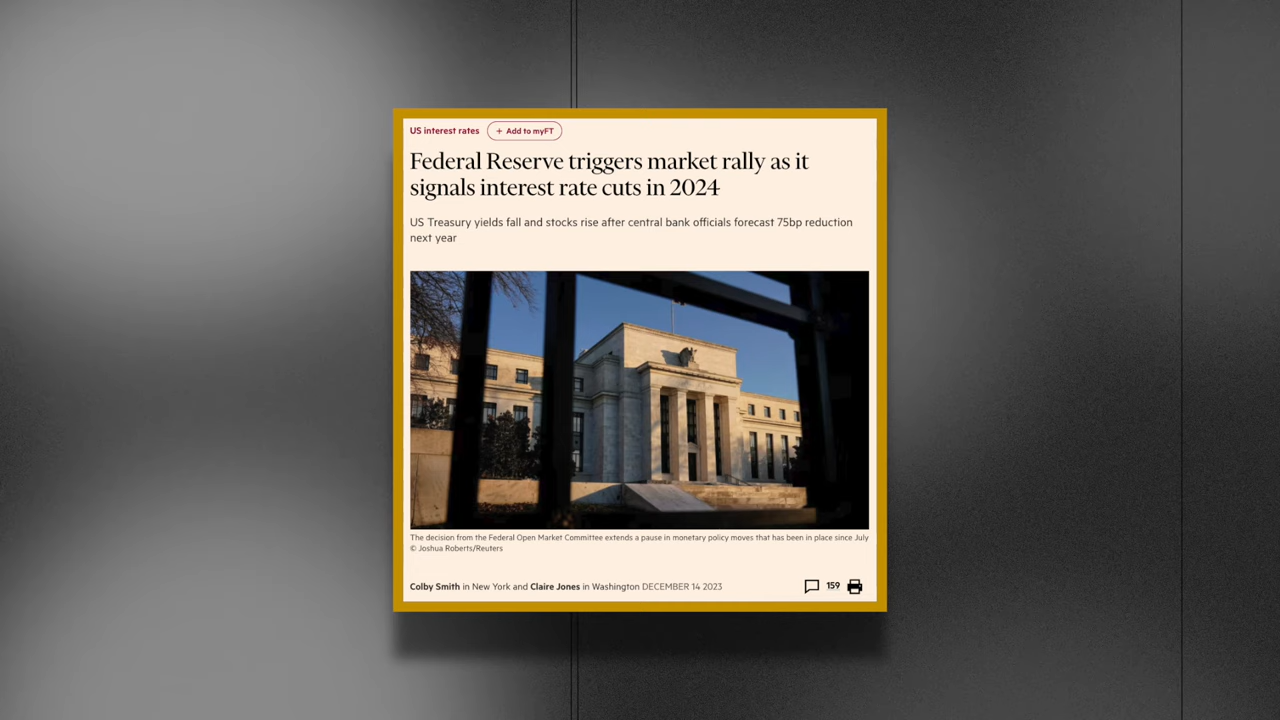 US interest rates + Add to myFT
Federal Reserve triggers market rally as it
signals interest rate cuts in 2024
US Treasury yields fall and stocks rise after central bank officials forecast 75bp reduction
next year
The decision from the Federal Open Market Committee extends a pause in monetary policy moves that has been in place since July
© Joshua Roberts/Reuters
Colby Smith in New York and Claire Jones in Washington DECEMBER 14 2023 159